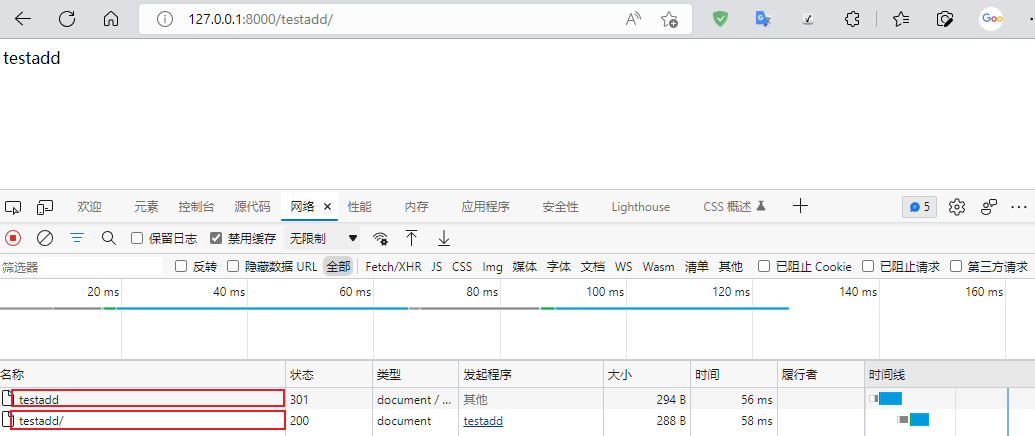 127.0.0.1:8000/testadd/
Goo
testadd
欢迎 元素 控制台 源代码 网络 性能 内存 应用程序 安全性 Lighthouse CSS 概述 5
保留日志 禁用缓存 无限制
筛选器 反转 隐藏数据 URL 全部 Fetch/XHR JS CSS Img 媒体 字体 文档 WS Wasm 清单 其他 已阻止 Cookie 已阻止请求 第三方请求
20 ms 40 ms 60 ms 80 ms 100 ms 120 ms 140 ms 160 ms
名称 状态 类型 发起程序 大小 时间 履行者 时间线
testadd 301 document / ... 其他 294 B 56 ms
testadd/ 200 document testadd 288 B 58 ms